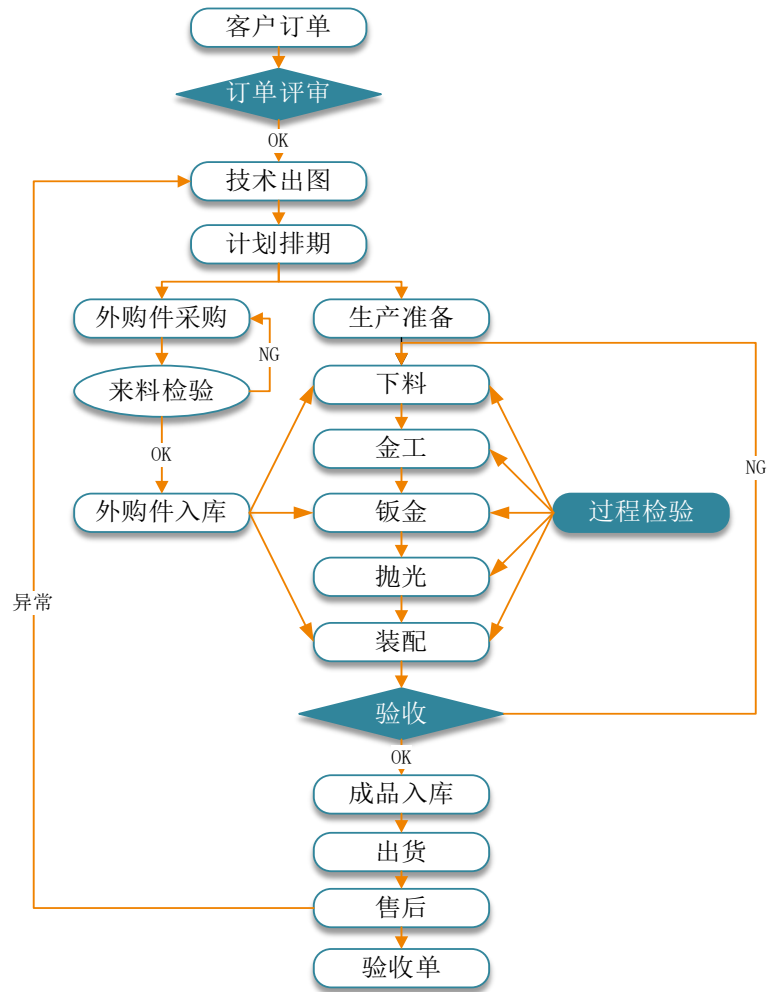 客户订单
订单评审
OK
技术出图
计划排期
外购件采购
生产准备
NG
来料检验
下料
OK
金工
NG
外购件入库
钣金
过程检验
抛光
异常
装配
验收
OK
成品入库
出货
售后
验收单